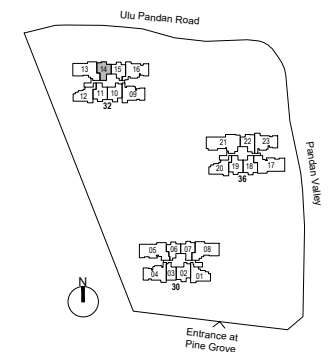 Ulu Pandan Road
13 14 15 16
12 11 10 09
32
21 22 23
20 19 18 17
36
Pandan Valley
05 06 07 08
04 03 02 01
30
N
Entrance at
Pine Grove